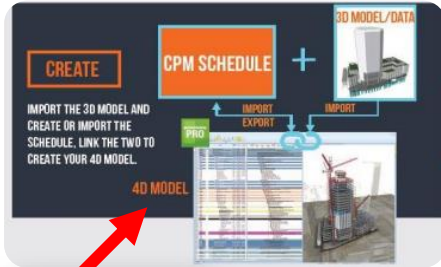 3D MODEL/DATA
CREATE
CPM SCHEDULE
+
IMPORT THE 3D MODEL AND
CREATE OR IMPORT THE
SCHEDULE, LINK THE TWO TO
CREATE YOUR 4D MODEL.
IMPORT
EXPORT
IMPORT
PRO
4D MODEL